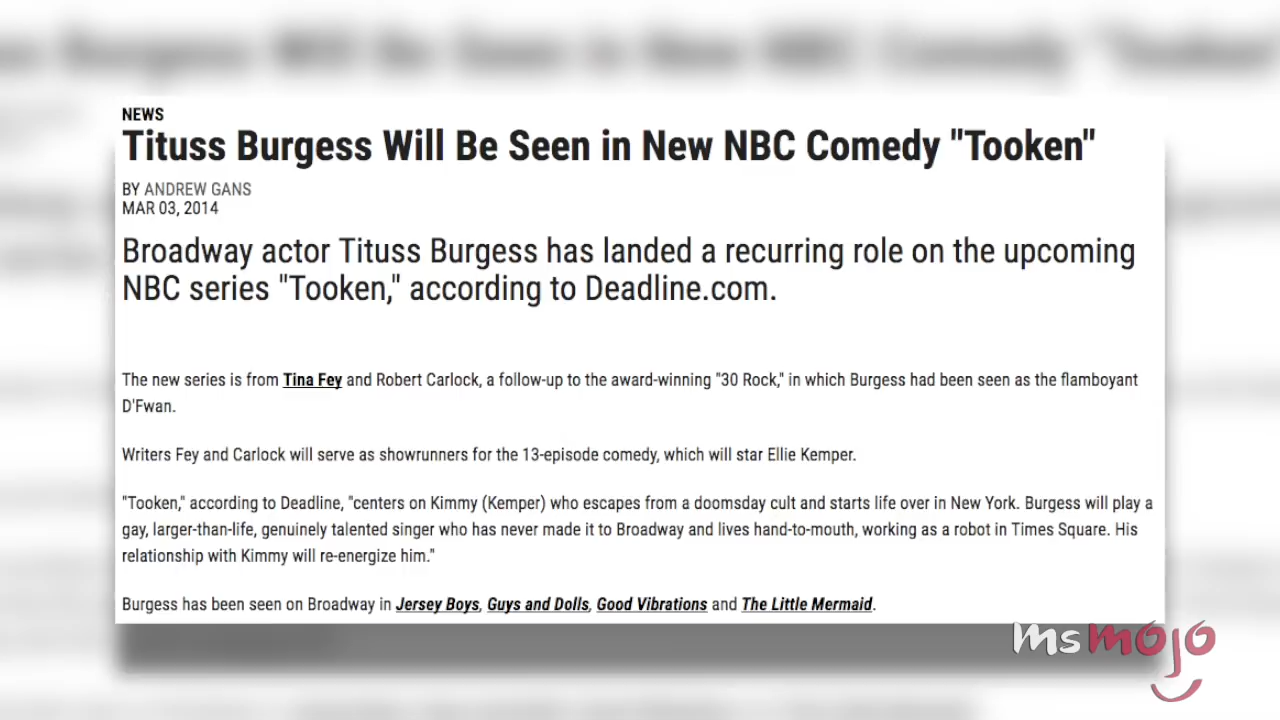 NEWS
Tituss Burgess Will Be Seen in New NBC Comedy "Tooken"
BY ANDREW GANS
MAR 03, 2014
Broadway actor Tituss Burgess has landed a recurring role on the upcoming
NBC series "Tooken," according to Deadline.com.
The new series is from Tina Fey and Robert Carlock, a follow-up to the award-winning "30 Rock," in which Burgess had been seen as the flamboyant
D'Fwan.
Writers Fey and Carlock will serve as showrunners for the 13-episode comedy, which will star Ellie Kemper.
"Tooken," according to Deadline, "centers on Kimmy (Kemper) who escapes from a doomsday cult and starts life over in New York. Burgess will play a
gay, larger-than-life, genuinely talented singer who has never made it to Broadway and lives hand-to-mouth, working as a robot in Times Square. His
relationship with Kimmy will re-energize him."
Burgess has been seen on Broadway in Jersey Boys, Guys and Dolls, Good Vibrations and The Little Mermaid.
msmojo